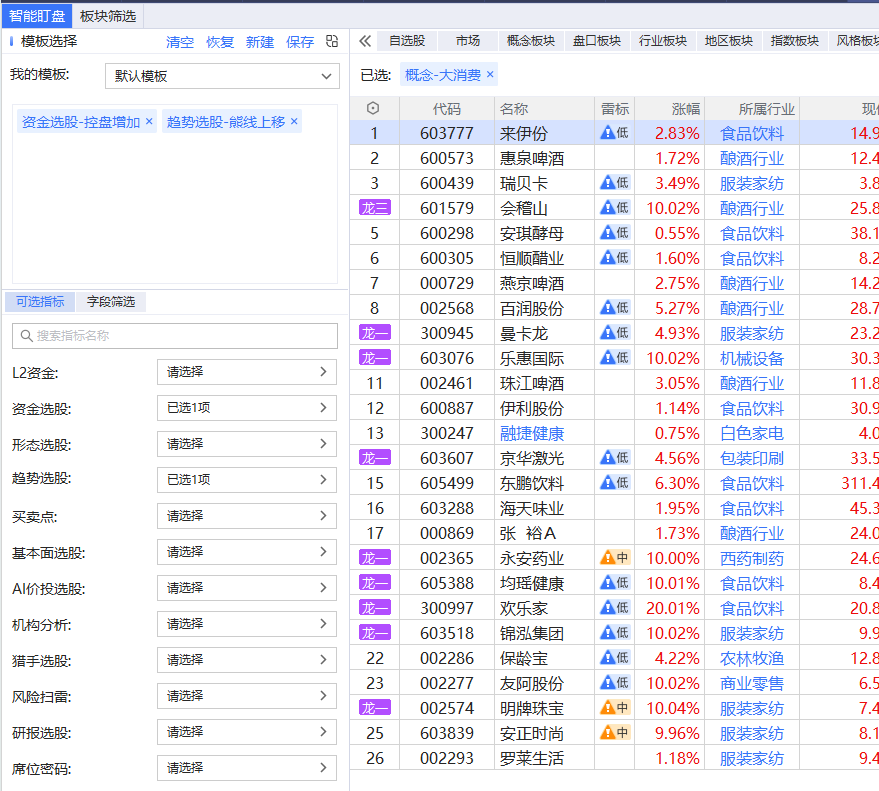 智能盯盘 板块筛选
模板选择 清空 恢复 新建 保存
我的模板: 默认模板
资金选股-控盘增加 × 趋势选股-熊线上移 ×
可选指标 字段筛选
搜索指标名称
L2资金: 请选择
资金选股: 已选1项
形态选股: 请选择
趋势选股: 已选1项
买卖点: 请选择
基本面选股: 请选择
AI价投选股: 请选择
机构分析: 请选择
猎手选股: 请选择
风险扫雷: 请选择
研报选股: 请选择
席位密码: 请选择
自选股 市场 概念板块 盘口板块 行业板块 地区板块 指数板块 风格板
已选: 概念-大消费 ×
代码 名称 雷标 涨幅 所属行业 现
1 603777 来伊份 低 2.83% 食品饮料 14.9
2 600573 惠泉啤酒 1.72% 酿酒行业 12.4
3 600439 瑞贝卡 低 3.49% 服装家纺 3.8
龙三 601579 会稽山 低 10.02% 酿酒行业 25.8
5 600298 安琪酵母 低 0.55% 食品饮料 38.1
6 600305 恒顺醋业 低 1.60% 食品饮料 8.2
7 000729 燕京啤酒 2.75% 酿酒行业 14.2
8 002568 百润股份 低 5.27% 酿酒行业 28.7
龙一 300945 曼卡龙 低 4.93% 服装家纺 23.2
龙一 603076 乐惠国际 低 10.02% 机械设备 30.3
11 002461 珠江啤酒 3.05% 酿酒行业 11.8
12 600887 伊利股份 1.14% 食品饮料 30.9
13 300247 融捷健康 0.75% 白色家电 4.0
龙一 603607 京华激光 低 4.56% 包装印刷 33.5
15 605499 东鹏饮料 低 6.30% 食品饮料 311.4
16 603288 海天味业 1.95% 食品饮料 45.3
17 000869 张 裕A 1.73% 酿酒行业 24.0
龙一 002365 永安药业 中 10.00% 西药制药 24.6
龙一 605388 均瑶健康 低 10.01% 食品饮料 8.4
龙一 300997 欢乐家 低 20.01% 食品饮料 20.8
龙一 603518 锦泓集团 低 10.02% 服装家纺 9.9
22 002286 保龄宝 低 4.22% 农林牧渔 12.8
23 002277 友阿股份 低 10.02% 商业零售 6.5
龙一 002574 明牌珠宝 中 10.04% 服装家纺 7.4
25 603839 安正时尚 中 9.96% 服装家纺 8.1
26 002293 罗莱生活 1.18% 服装家纺 9.4